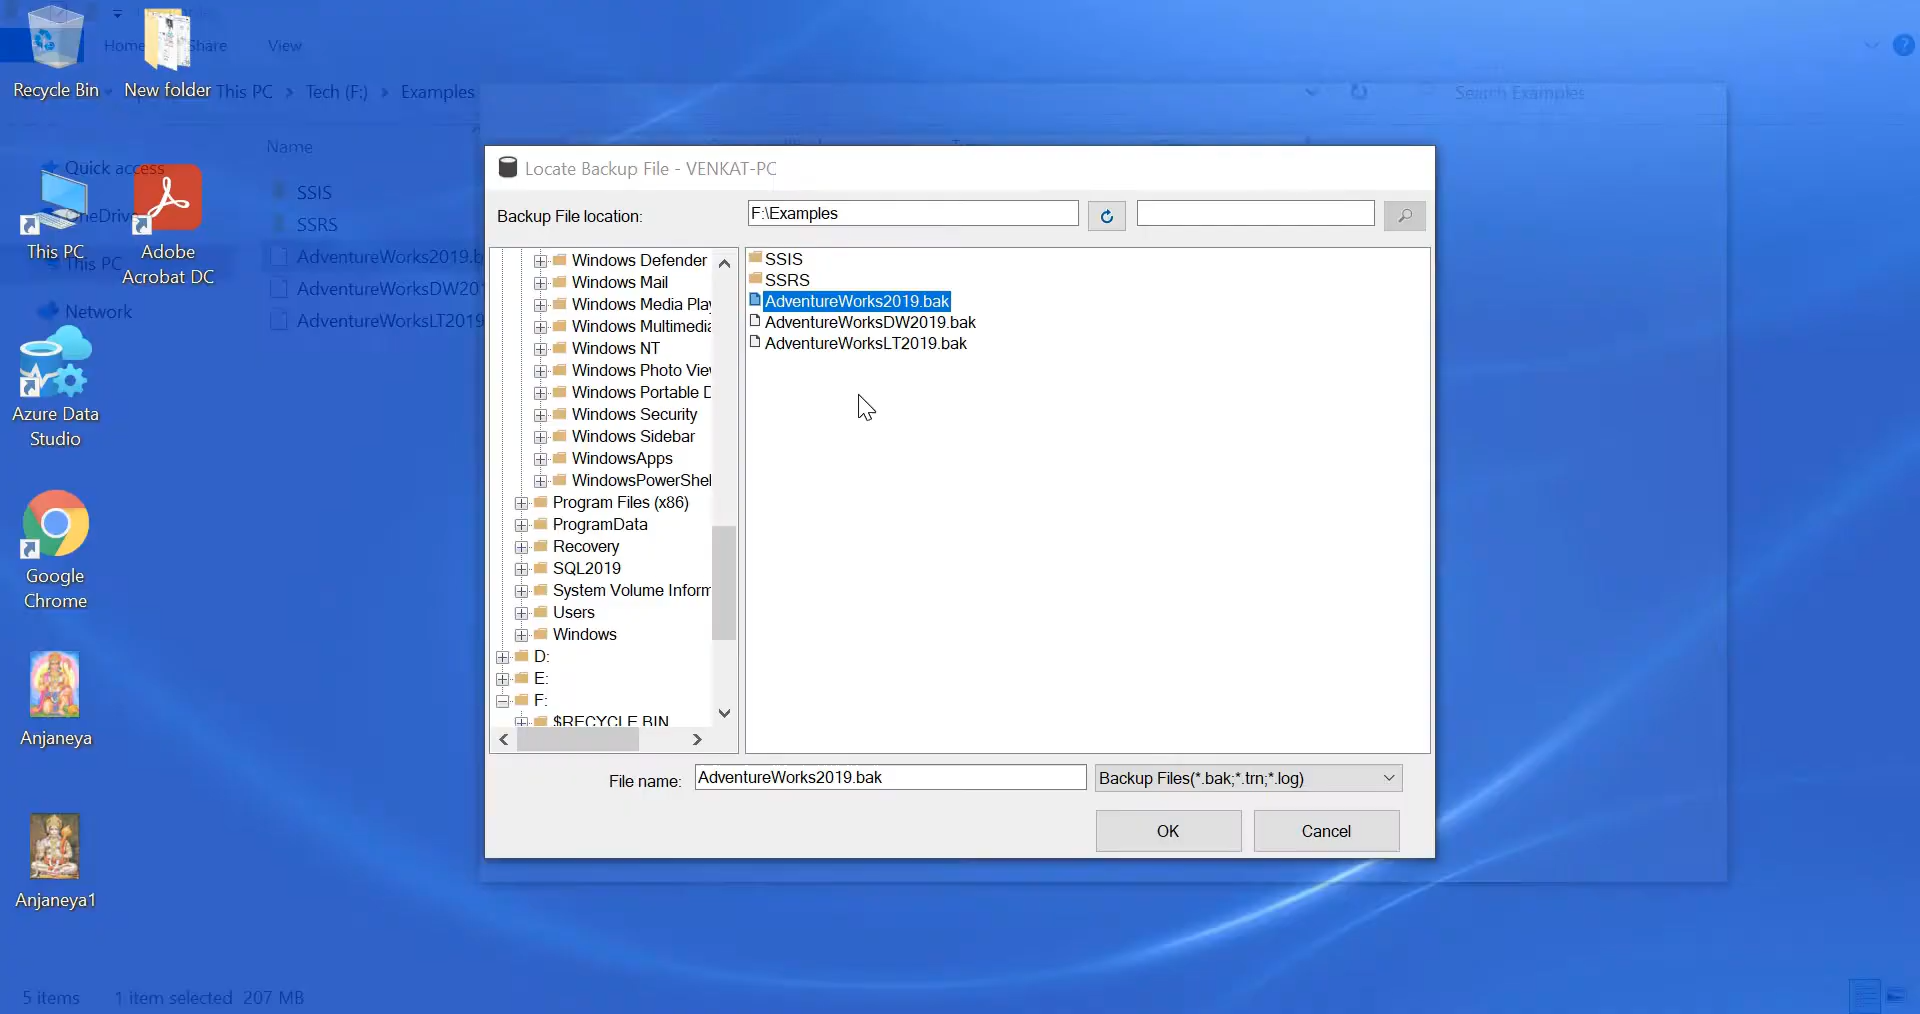 Home Share View
This PC > Tech (F:) > Examples
Search Examples
Recycle Bin
New folder
Name
Quick access
SSIS
OneDrive
SSRS
This PC
This PC
AdventureWorks2019.b
Adobe
Acrobat DC
AdventureWorksDW201
Network
AdventureWorksLT2019
Azure Data
Studio
Google
Chrome
Anjaneya
Anjaneya1
5 items 1 item selected 207 MB
Locate Backup File - VENKAT-PC
Backup File location:
F:\Examples
Windows Defender
Windows Mail
Windows Media Play
Windows Multimedia
Windows NT
Windows Photo View
Windows Portable D
Windows Security
Windows Sidebar
WindowsApps
WindowsPowerShel
Program Files (x86)
ProgramData
Recovery
SQL2019
System Volume Inform
Users
Windows
D:
E:
F:
$RECYCLE.BIN
SSIS
SSRS
AdventureWorks2019.bak
AdventureWorksDW2019.bak
AdventureWorksLT2019.bak
File name:
AdventureWorks2019.bak
Backup Files(*.bak;*.trn;*.log)
OK
Cancel